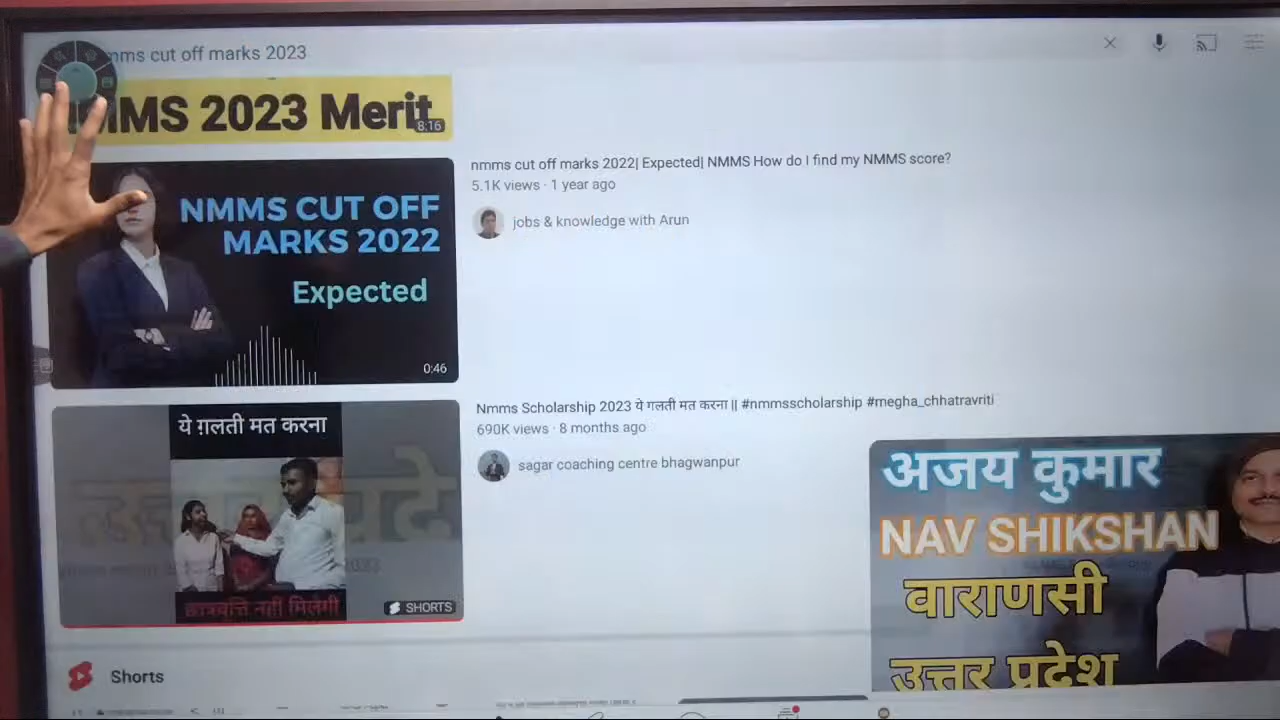 nmms cut off marks 2023
MMS 2023 Merit
8:16
NMMS CUT OFF
MARKS 2022
Expected
0:46
nmms cut off marks 2022| Expected| NMMS How do I find my NMMS score?
5.1K views · 1 year ago
jobs & knowledge with Arun
ये ग़लती मत करना
छात्रवृत्ति नहीं मिलेगी
SHORTS
Nmms Scholarship 2023 ये गलती मत करना || #nmmsscholarship #megha_chhatravriti
690K views · 8 months ago
sagar coaching centre bhagwanpur
अजय कुमार
NAV SHIKSHAN
वाराणसी
उत्तर प्रदेश
Shorts